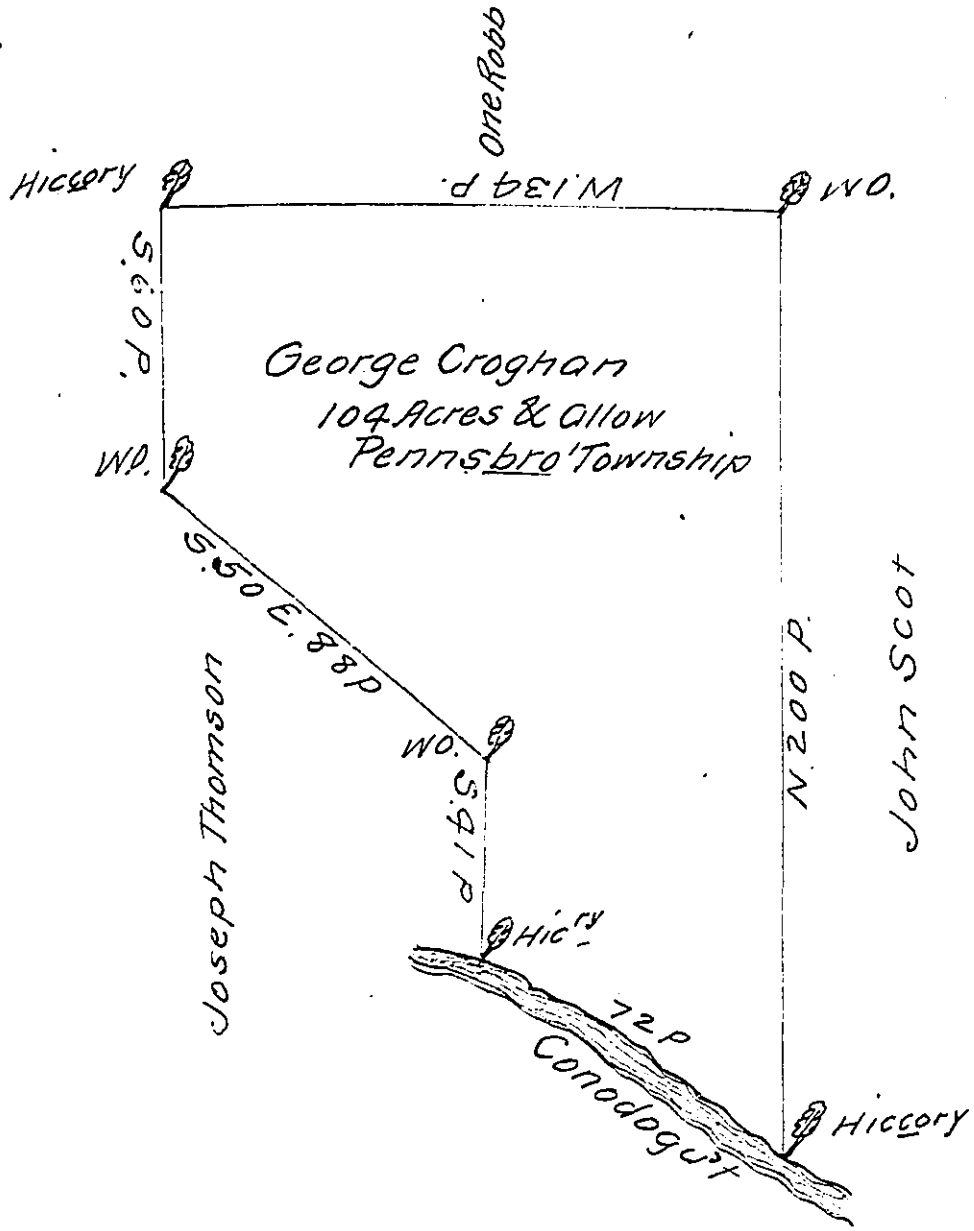 One Robb
Hiccory
W. 134 p.
W O.
S. 60 p.
George Croghan
104 Acres & Allow
Pennsbro' Township
W O.
S. 50 E. 88 p
Joseph Thomson
W O.
S. 41 p
N. 200 P.
John Scot
Hic ry
72 p
Conodogu't
Hiccory